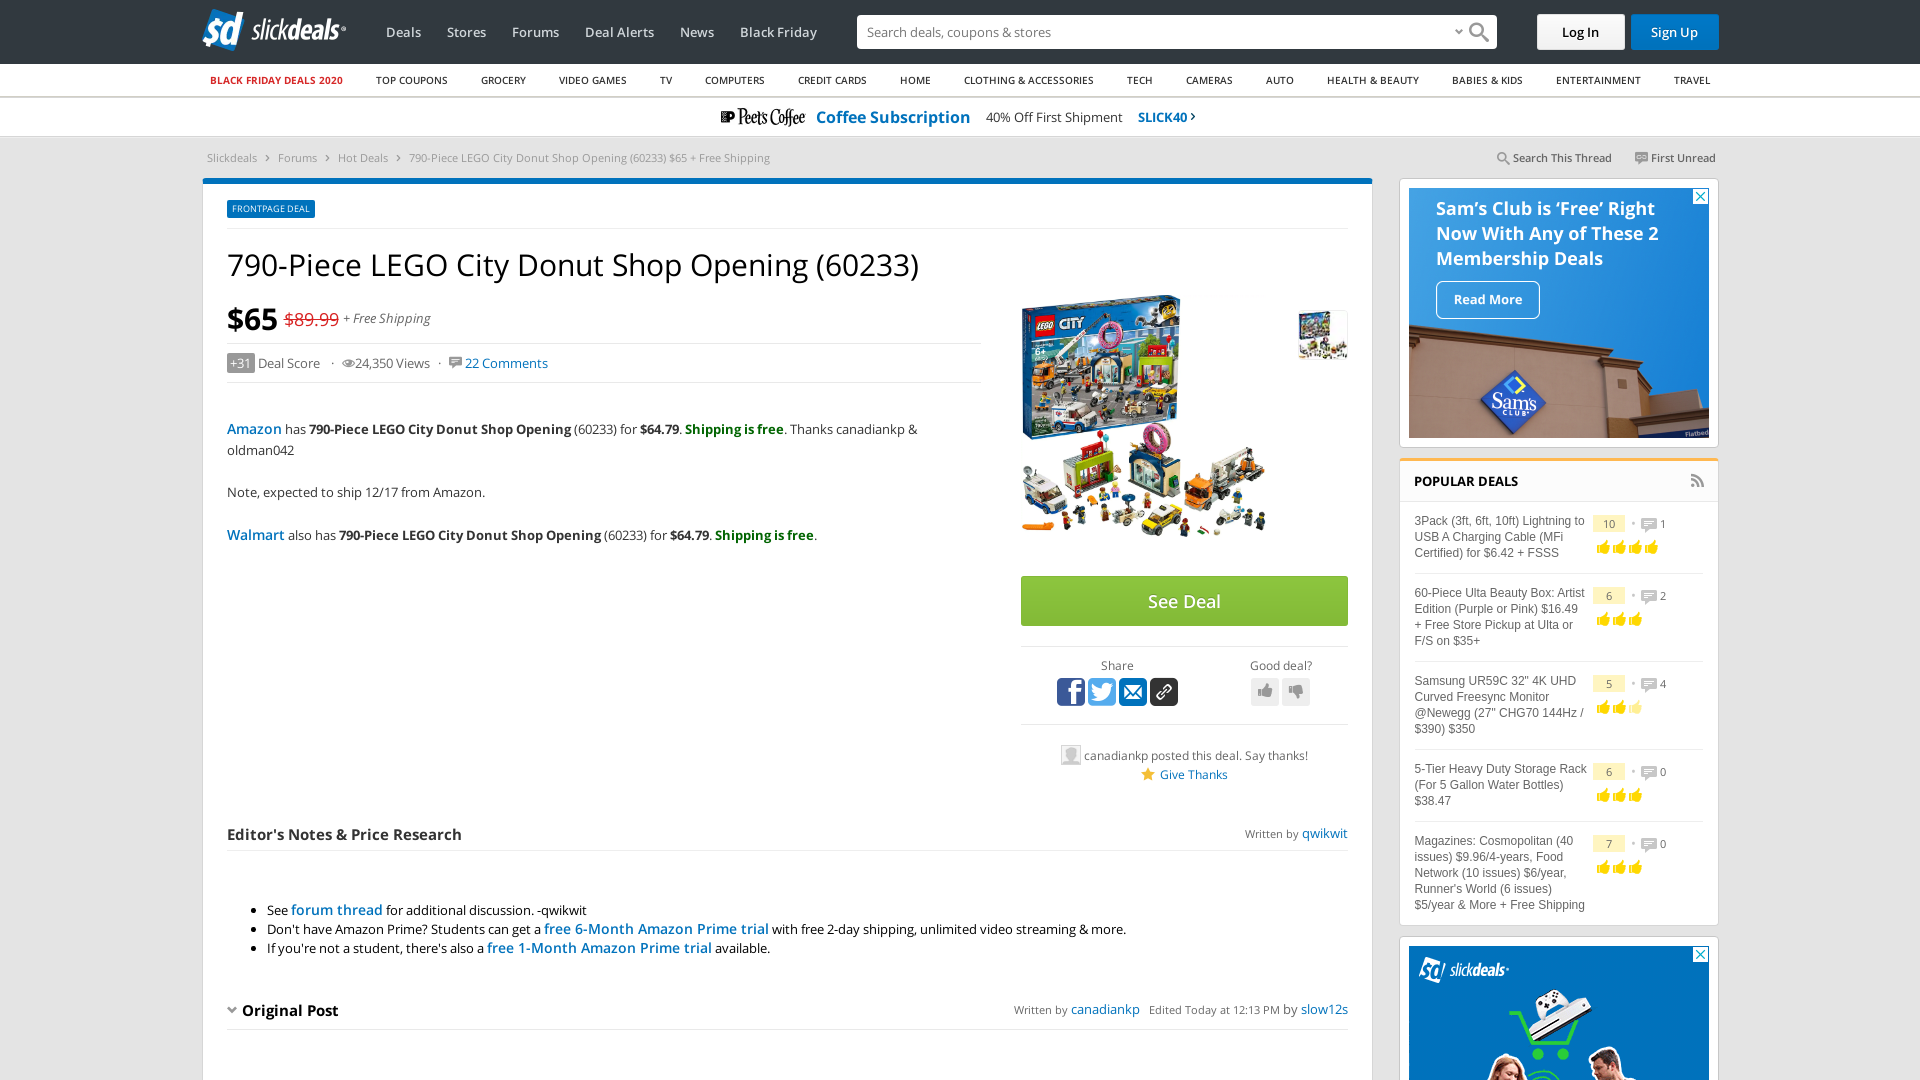 slickdeals
Deals
Stores
Forums
Deal Alerts
News
Black Friday
Search deals, coupons & stores
Log In
Sign Up
BLACK FRIDAY DEALS 2020
TOP COUPONS
GROCERY
VIDEO GAMES
TV
COMPUTERS
CREDIT CARDS
HOME
CLOTHING & ACCESSORIES
TECH
CAMERAS
AUTO
HEALTH & BEAUTY
BABIES & KIDS
ENTERTAINMENT
TRAVEL
Peet's Coffee Coffee Subscription 40% Off First Shipment SLICK40
Slickdeals > Forums > Hot Deals > 790-Piece LEGO City Donut Shop Opening (60233) $65 + Free Shipping
Search This Thread
First Unread
FRONTPAGE DEAL
790-Piece LEGO City Donut Shop Opening (60233)
$65 $89.99 + Free Shipping
+31 Deal Score · 24,350 Views · 22 Comments
Amazon has 790-Piece LEGO City Donut Shop Opening (60233) for $64.79. Shipping is free. Thanks canadiankp &
oldman042
Note, expected to ship 12/17 from Amazon.
Walmart also has 790-Piece LEGO City Donut Shop Opening (60233) for $64.79. Shipping is free.
LEGO CITY
6+
See Deal
Share
Good deal?
canadiankp posted this deal. Say thanks!
Give Thanks
Editor's Notes & Price Research
Written by qwikwit
See forum thread for additional discussion. -qwikwit
Don't have Amazon Prime? Students can get a free 6-Month Amazon Prime trial with free 2-day shipping, unlimited video streaming & more.
If you're not a student, there's also a free 1-Month Amazon Prime trial available.
Original Post
Written by canadiankp Edited Today at 12:13 PM by slow12s
Sam's Club is 'Free' Right
Now With Any of These 2
Membership Deals
Read More
Sam's
CLUB
Flatbed
POPULAR DEALS
3Pack (3ft, 6ft, 10ft) Lightning to
USB A Charging Cable (MFi
Certified) for $6.42 + FSSS
10 • 1
60-Piece Ulta Beauty Box: Artist
Edition (Purple or Pink) $16.49
+ Free Store Pickup at Ulta or
F/S on $35+
6 • 2
Samsung UR59C 32" 4K UHD
Curved Freesync Monitor
@Newegg (27" CHG70 144Hz /
$390) $350
5 • 4
5-Tier Heavy Duty Storage Rack
(For 5 Gallon Water Bottles)
$38.47
6 • 0
Magazines: Cosmopolitan (40
issues) $9.96/4-years, Food
Network (10 issues) $6/year,
Runner's World (6 issues)
$5/year & More + Free Shipping
7 • 0
slickdeals